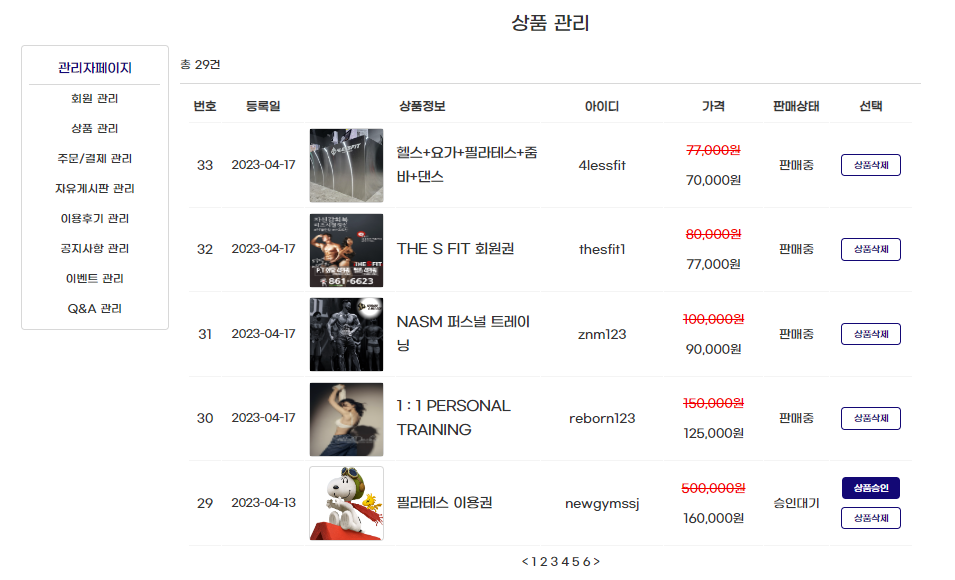 상품 관리
관리자페이지
회원 관리
상품 관리
주문/결제 관리
자유게시판 관리
이용후기 관리
공지사항 관리
이벤트 관리
Q&A 관리
총 29건
번호 등록일 상품정보 아이디 가격 판매상태 선택
33 2023-04-17 헬스+요가+필라테스+줌바+댄스 4lessfit 77,000원 70,000원 판매중 상품삭제
32 2023-04-17 THE S FIT 회원권 thesfit1 80,000원 77,000원 판매중 상품삭제
THE S FIT
861-6623
31 2023-04-17 NASM 퍼스널 트레이닝 znm123 100,000원 90,000원 판매중 상품삭제
30 2023-04-17 1 : 1 PERSONAL TRAINING reborn123 150,000원 125,000원 판매중 상품삭제
29 2023-04-13 필라테스 이용권 newgymssj 500,000원 160,000원 승인대기 상품승인 상품삭제
< 1 2 3 4 5 6 >